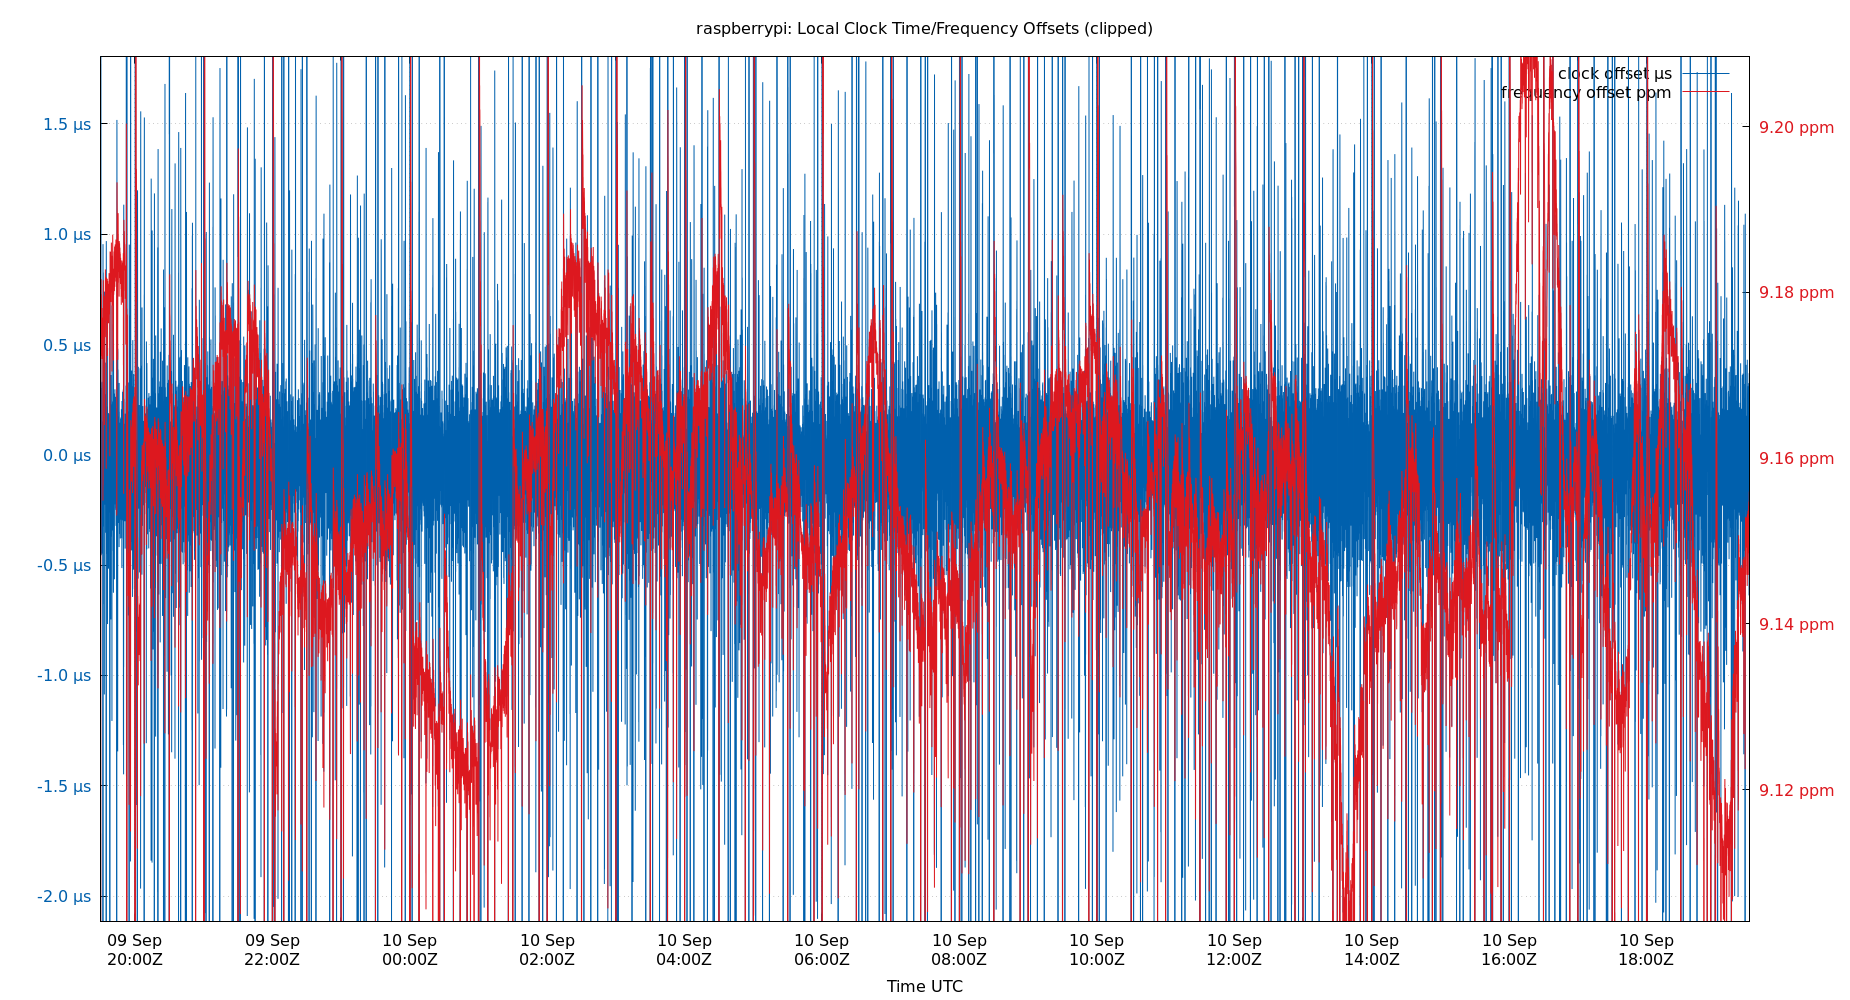 raspberrypi: Local Clock Time/Frequency Offsets (clipped)
clock offset µs
frequency offset ppm
1.5 µs
1.0 µs
0.5 µs
0.0 µs
-0.5 µs
-1.0 µs
-1.5 µs
-2.0 µs
9.20 ppm
9.18 ppm
9.16 ppm
9.14 ppm
9.12 ppm
09 Sep 09 Sep 10 Sep 10 Sep 10 Sep 10 Sep 10 Sep 10 Sep 10 Sep 10 Sep 10 Sep 10 Sep
20:00Z 22:00Z 00:00Z 02:00Z 04:00Z 06:00Z 08:00Z 10:00Z 12:00Z 14:00Z 16:00Z 18:00Z
Time UTC